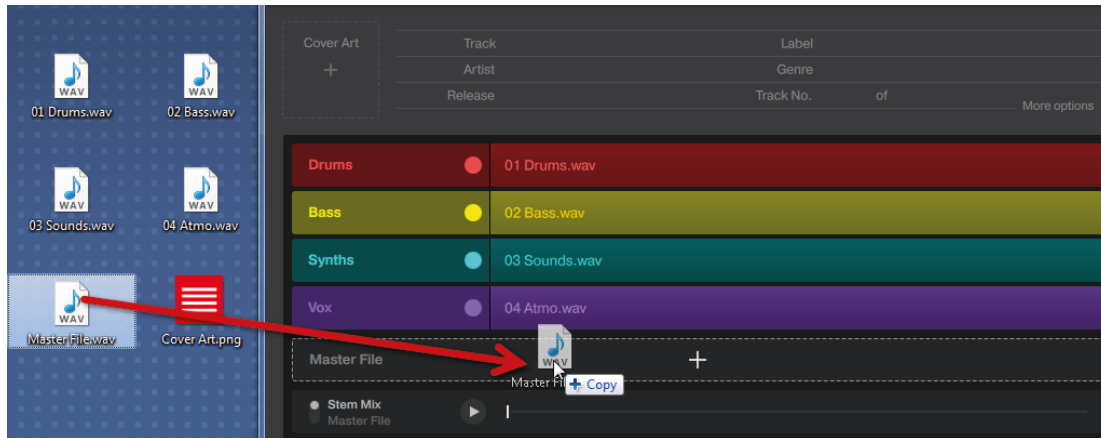 WAV
WAV
01 Drums.wav
02 Bass.wav
WAV
WAV
03 Sounds.wav
04 Atmo.wav
WAV
Master File.wav
Cover Art.png
Cover Art
+
Track
Label
Artist
Genre
Release
Track No. of
More options
Drums
01 Drums.wav
Bass
02 Bass.wav
Synths
03 Sounds.wav
Vox
04 Atmo.wav
Master File
+
WAV
Master Fil
+ Copy
Stem Mix
Master File